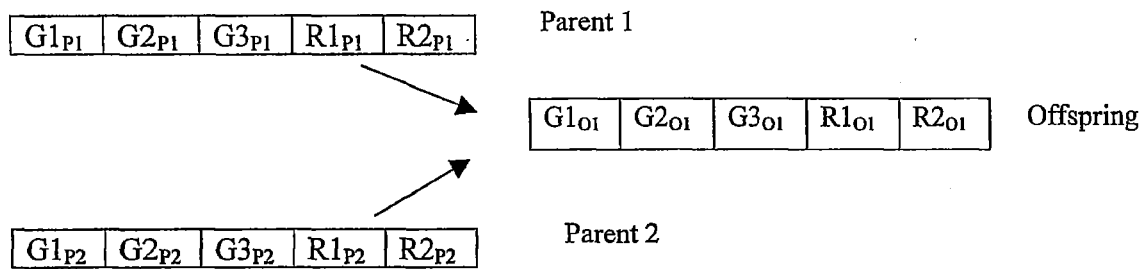 G1P1 G2P1 G3P1 R1P1 R2P1 Parent 1
G1O1 G2O1 G3O1 R1O1 R2O1 Offspring
G1P2 G2P2 G3P2 R1P2 R2P2 Parent 2